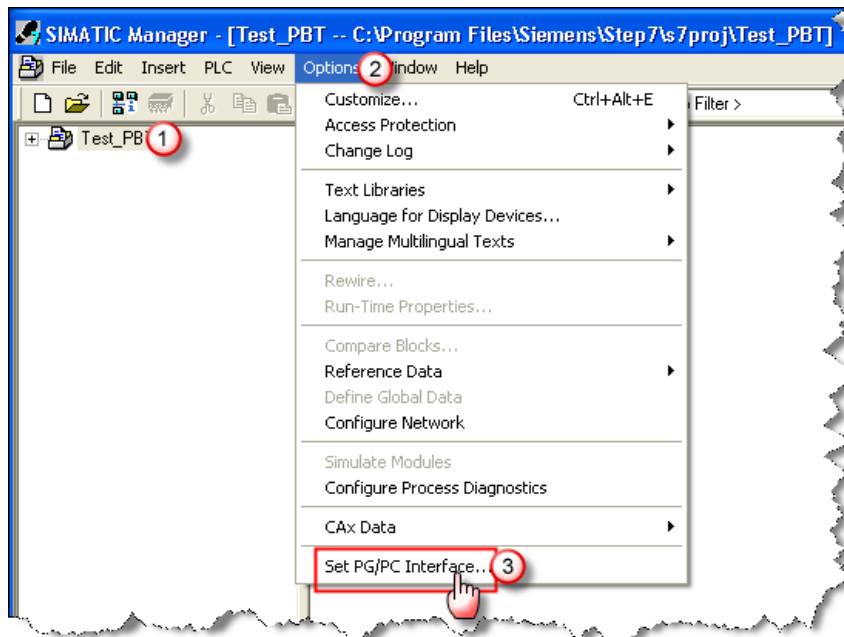 SIMATIC Manager - [Test_PBT -- C:\Program Files\Siemens\Step7\s7proj\Test_PBT]
File Edit Insert PLC View Options 2 Window Help
Customize... Ctrl+Alt+E
Filter >
Test_PB 1
Access Protection
Change Log
Text Libraries
Language for Display Devices...
Manage Multilingual Texts
Rewire...
Run-Time Properties...
Compare Blocks...
Reference Data
Define Global Data
Configure Network
Simulate Modules
Configure Process Diagnostics
CAx Data
Set PG/PC Interface... 3